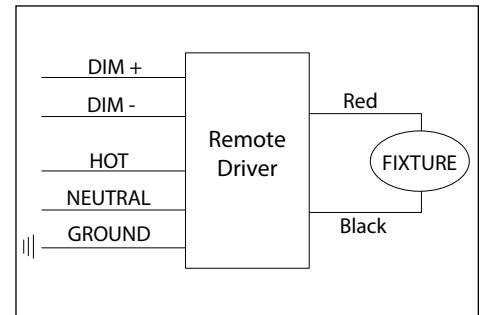 DIM +
DIM -
HOT
NEUTRAL
GROUND
Remote
Driver
Red
Black
FIXTURE